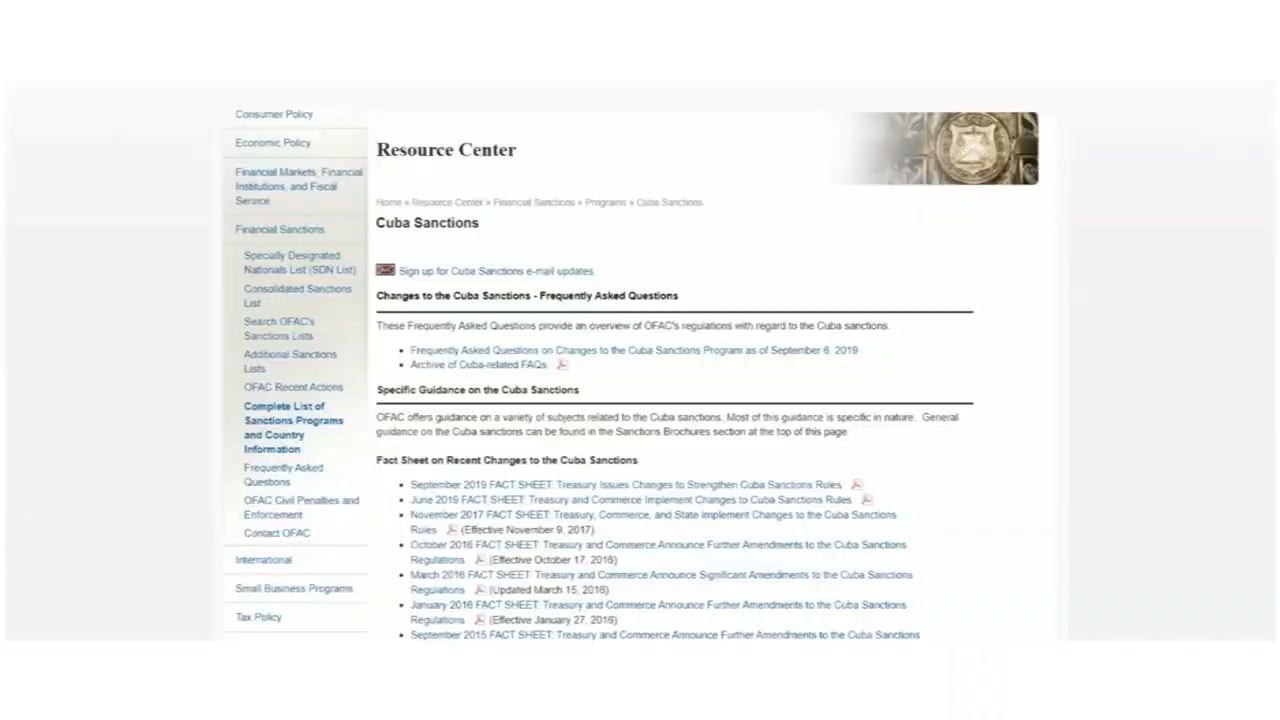 Consumer Policy
Economic Policy
Financial Markets, Financial
Institutions, and Fiscal
Service
Financial Sanctions
Specially Designated
Nationals List (SDN List)
Consolidated Sanctions
List
Search OFAC's
Sanctions Lists
Additional Sanctions
Lists
OFAC Recent Actions
Complete List of
Sanctions Programs
and Country
Information
Frequently Asked
Questions
OFAC Civil Penalties and
Enforcement
Contact OFAC
International
Small Business Programs
Tax Policy
Resource Center
Home » Resource Center » Financial Sanctions » Programs » Cuba Sanctions
Cuba Sanctions
Sign up for Cuba Sanctions e-mail updates.
Changes to the Cuba Sanctions - Frequently Asked Questions
These Frequently Asked Questions provide an overview of OFAC's regulations with regard to the Cuba sanctions.
• Frequently Asked Questions on Changes to the Cuba Sanctions Program as of September 6, 2019
• Archive of Cuba-related FAQs
Specific Guidance on the Cuba Sanctions
OFAC offers guidance on a variety of subjects related to the Cuba sanctions. Most of this guidance is specific in nature.  General
guidance on the Cuba sanctions can be found in the Sanctions Brochures section at the top of this page.
Fact Sheet on Recent Changes to the Cuba Sanctions
• September 2019 FACT SHEET: Treasury Issues Changes to Strengthen Cuba Sanctions Rules
• June 2019 FACT SHEET: Treasury and Commerce Implement Changes to Cuba Sanctions Rules
• November 2017 FACT SHEET: Treasury, Commerce, and State Implement Changes to the Cuba Sanctions
Rules (Effective November 9, 2017)
• October 2016 FACT SHEET: Treasury and Commerce Announce Further Amendments to the Cuba Sanctions
Regulations (Effective October 17, 2016)
• March 2016 FACT SHEET: Treasury and Commerce Announce Significant Amendments to the Cuba Sanctions
Regulations (Updated March 15, 2016)
• January 2016 FACT SHEET: Treasury and Commerce Announce Further Amendments to the Cuba Sanctions
Regulations (Effective January 27, 2016)
• September 2015 FACT SHEET: Treasury and Commerce Announce Further Amendments to the Cuba Sanctions